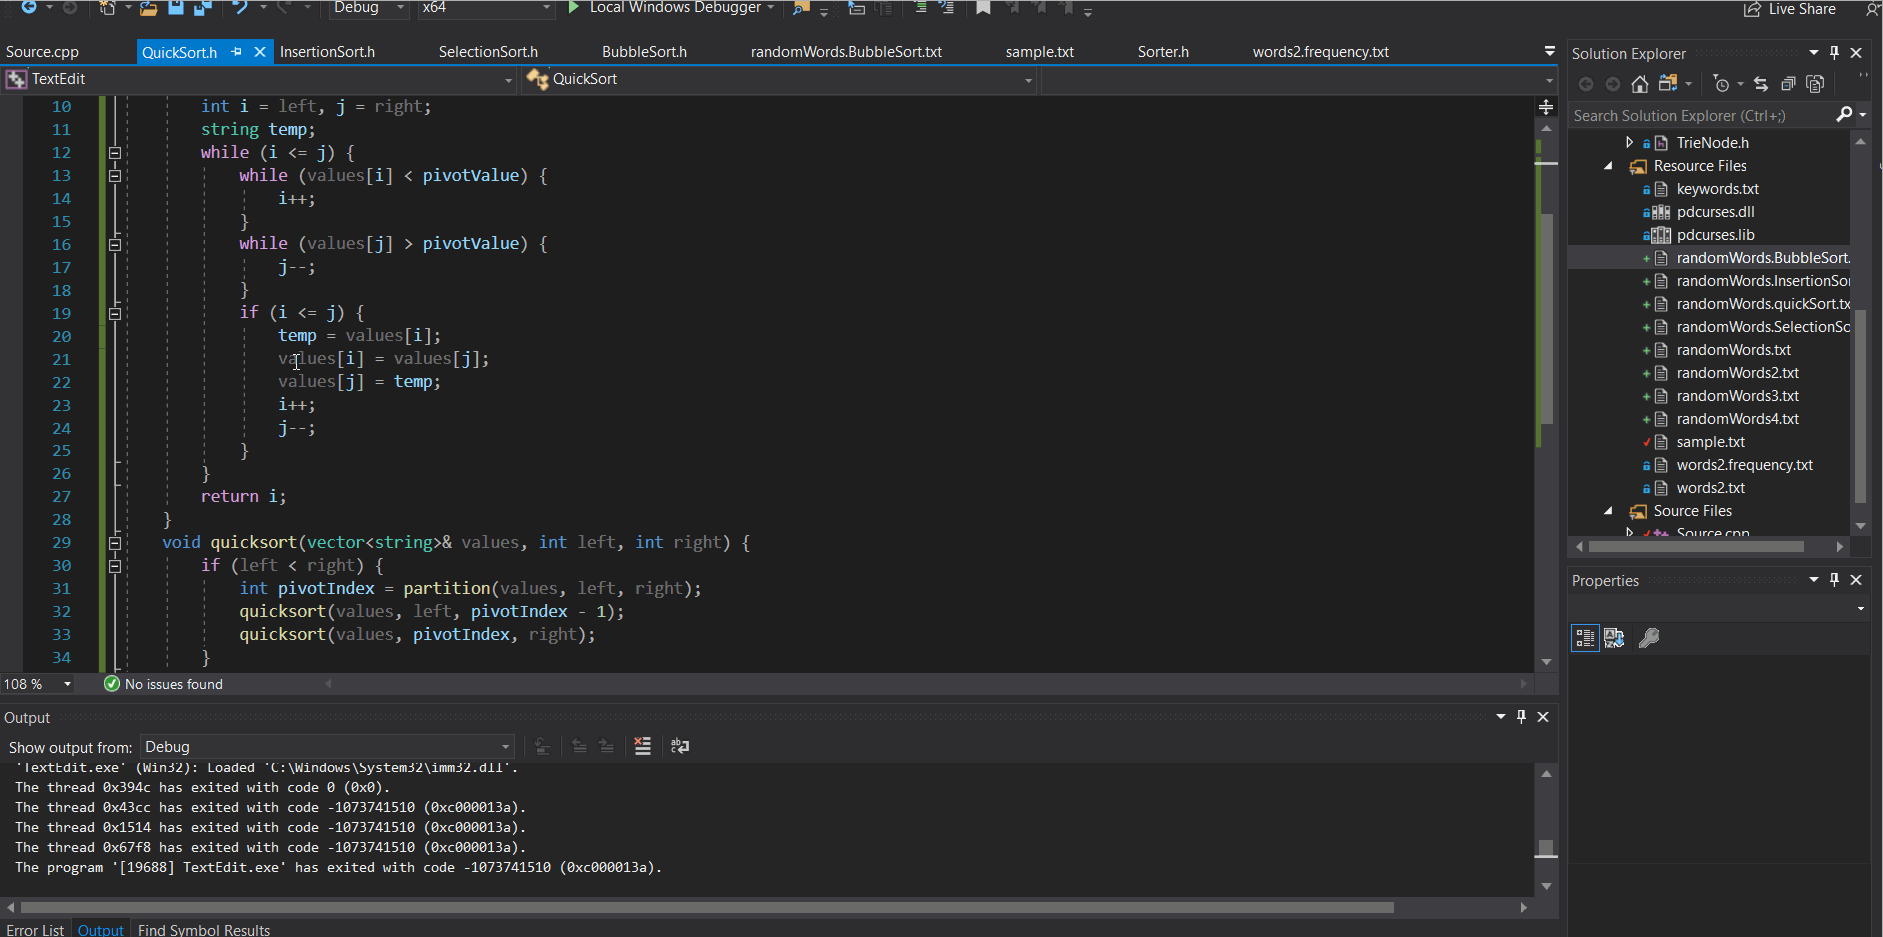 Debug x64 Local Windows Debugger Live Share
Source.cpp QuickSort.h InsertionSort.h SelectionSort.h BubbleSort.h randomWords.BubbleSort.txt sample.txt Sorter.h words2.frequency.txt
TextEdit QuickSort
10 int i = left, j = right;
11 string temp;
12 while (i <= j) {
13 while (values[i] < pivotValue) {
14 i++;
15 }
16 while (values[j] > pivotValue) {
17 j--;
18 }
19 if (i <= j) {
20 temp = values[i];
21 values[i] = values[j];
22 values[j] = temp;
23 i++;
24 j--;
25 }
26 }
27 return i;
28 }
29 void quicksort(vector<string>& values, int left, int right) {
30 if (left < right) {
31 int pivotIndex = partition(values, left, right);
32 quicksort(values, left, pivotIndex - 1);
33 quicksort(values, pivotIndex, right);
34 }
108 % No issues found
Output
Show output from: Debug
'TextEdit.exe' (Win32): Loaded 'C:\Windows\System32\imm32.dll'.
The thread 0x394c has exited with code 0 (0x0).
The thread 0x43cc has exited with code -1073741510 (0xc000013a).
The thread 0x1514 has exited with code -1073741510 (0xc000013a).
The thread 0x67f8 has exited with code -1073741510 (0xc000013a).
The program '[19688] TextEdit.exe' has exited with code -1073741510 (0xc000013a).
Error List Output Find Symbol Results
Solution Explorer
Search Solution Explorer (Ctrl+;)
TrieNode.h
Resource Files
keywords.txt
pdcurses.dll
pdcurses.lib
randomWords.BubbleSort.
randomWords.InsertionSor
randomWords.quickSort.tx
randomWords.SelectionSo
randomWords.txt
randomWords2.txt
randomWords3.txt
randomWords4.txt
sample.txt
words2.frequency.txt
words2.txt
Source Files
Source.cpp
Properties